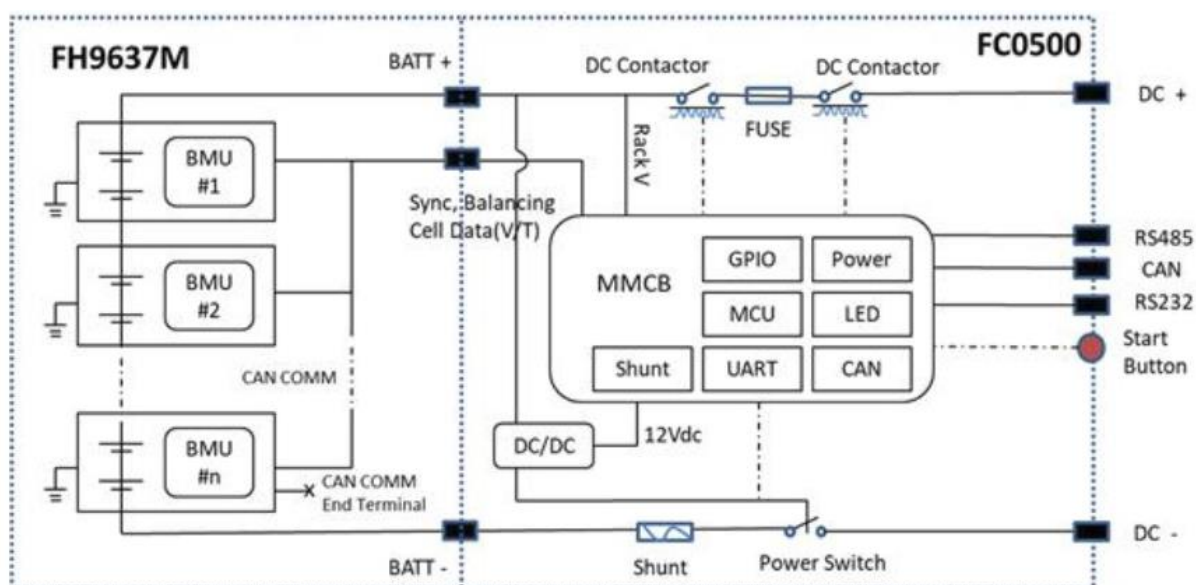 FH9637M
FC0500
BATT +
DC Contactor
DC Contactor
DC +
FUSE
Rack V
BMU
#1
Sync, Balancing
Cell Data(V/T)
BMU
#2
MMCB
GPIO
Power
MCU
LED
Shunt
UART
CAN
RS485
CAN
RS232
Start
Button
CAN COMM
BMU
#n
CAN COMM
End Terminal
DC/DC
12Vdc
BATT -
Shunt
Power Switch
DC -